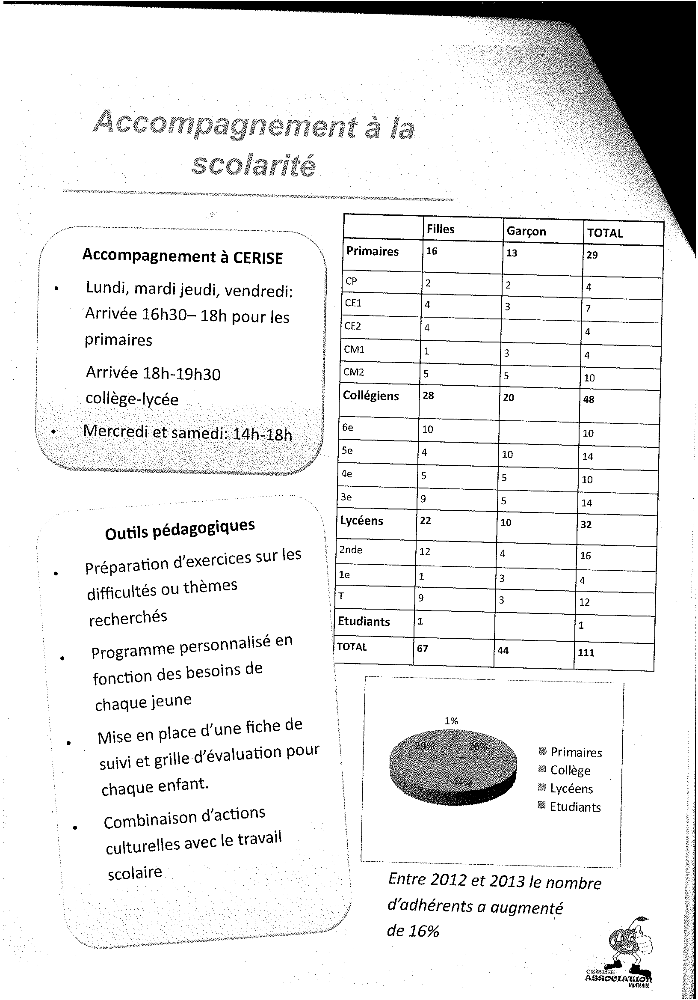 Accompagnement à la
scolarité
Accompagnement à CERISE
• Lundi, mardi jeudi, vendredi:
Arrivée 16h30– 18h pour les
primaires
Arrivée 18h-19h30
collège-lycée
• Mercredi et samedi: 14h-18h
Outils pédagogiques
• Préparation d'exercices sur les
difficultés ou thèmes
recherchés
• Programme personnalisé en
fonction des besoins de
chaque jeune
• Mise en place d'une fiche de
suivi et grille d'évaluation pour
chaque enfant.
• Combinaison d'actions
culturelles avec le travail
scolaire
Filles Garçon TOTAL
Primaires 16 13 29
CP 2 2 4
CE1 4 3 7
CE2 4 4
CM1 1 3 4
CM2 5 5 10
Collégiens 28 20 48
6e 10 10
5e 4 10 14
4e 5 5 10
3e 9 5 14
Lycéens 22 10 32
2nde 12 4 16
1e 1 3 4
T 9 3 12
Etudiants 1 1
TOTAL 67 44 111
1%
29% 26%
44%
Primaires
Collège
Lycéens
Etudiants
Entre 2012 et 2013 le nombre
d'adhérents a augmenté
de 16%
CERISE
ASSOCIATION
NANTERRE